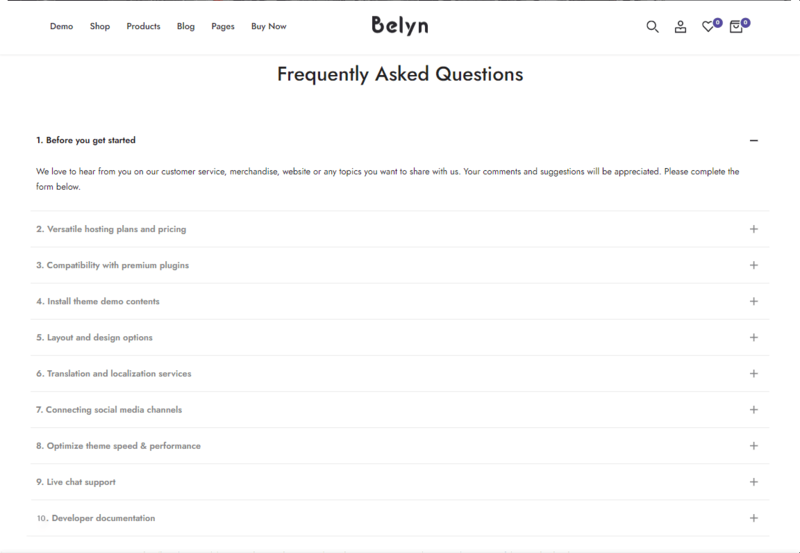 Demo Shop Products Blog Pages Buy Now Belyn 0 0
Frequently Asked Questions
1. Before you get started
We love to hear from you on our customer service, merchandise, website or any topics you want to share with us. Your comments and suggestions will be appreciated. Please complete the
form below.
2. Versatile hosting plans and pricing
3. Compatibility with premium plugins
4. Install theme demo contents
5. Layout and design options
6. Translation and localization services
7. Connecting social media channels
8. Optimize theme speed & performance
9. Live chat support
10. Developer documentation